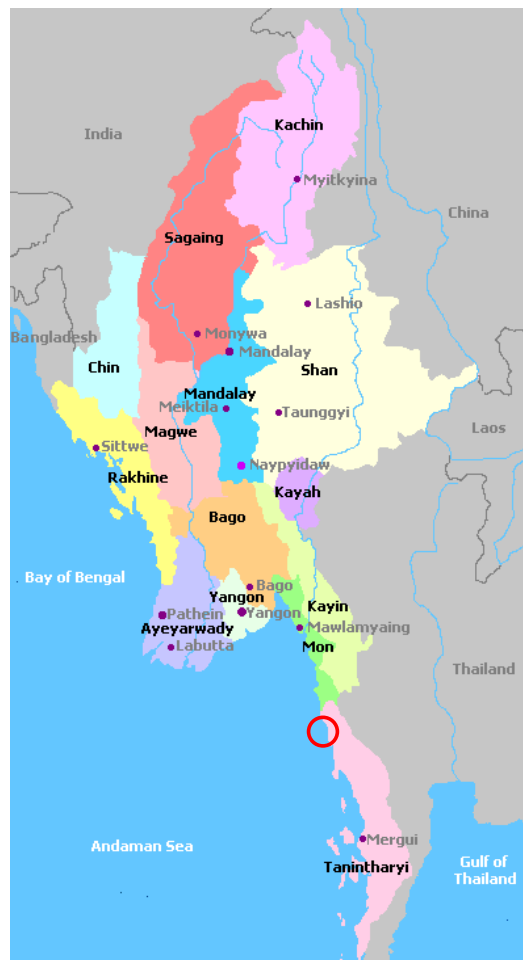 Kachin
India
Myitkyina
China
Sagaing
Lashio
Monywa
Bangladesh
Mandalay
Chin
Shan
Mandalay
Meiktila
Taunggyi
Magwe
Laos
Sittwe
Naypyidaw
Rakhine
Kayah
Bago
Bay of Bengal
Bago
Yangon
Kayin
Pathein
Yangon
Ayeyarwady
Mawlamyaing
Labutta
Mon
Thailand
Mergui
Andaman Sea
Tanintharyi
Gulf of
Thailand